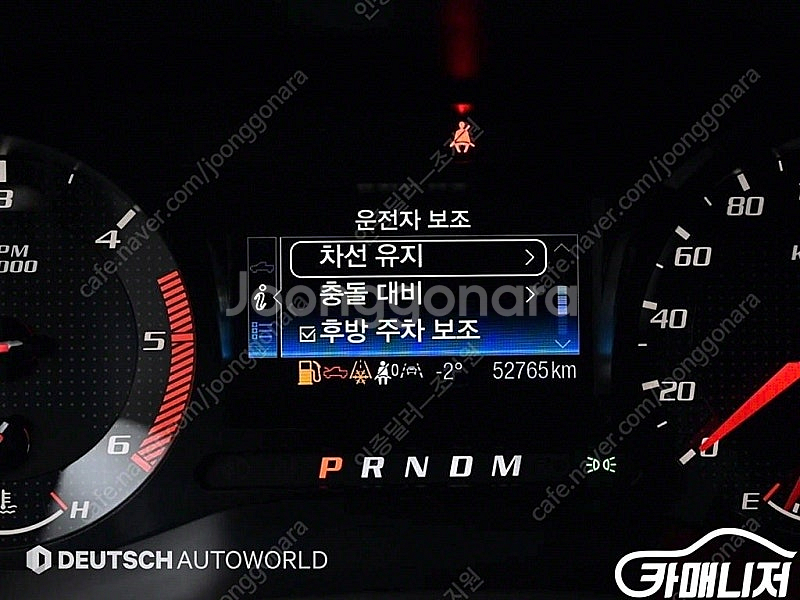 운전자 보조
차선 유지
충돌 대비
후방 주차 보조
-2° 52765km
P R N D M
3
4
5
6
H
80
60
40
20
0
E
Joonggonara
cafe.naver.com/joonggonara
DEUTSCH AUTOWORLD
카매니저